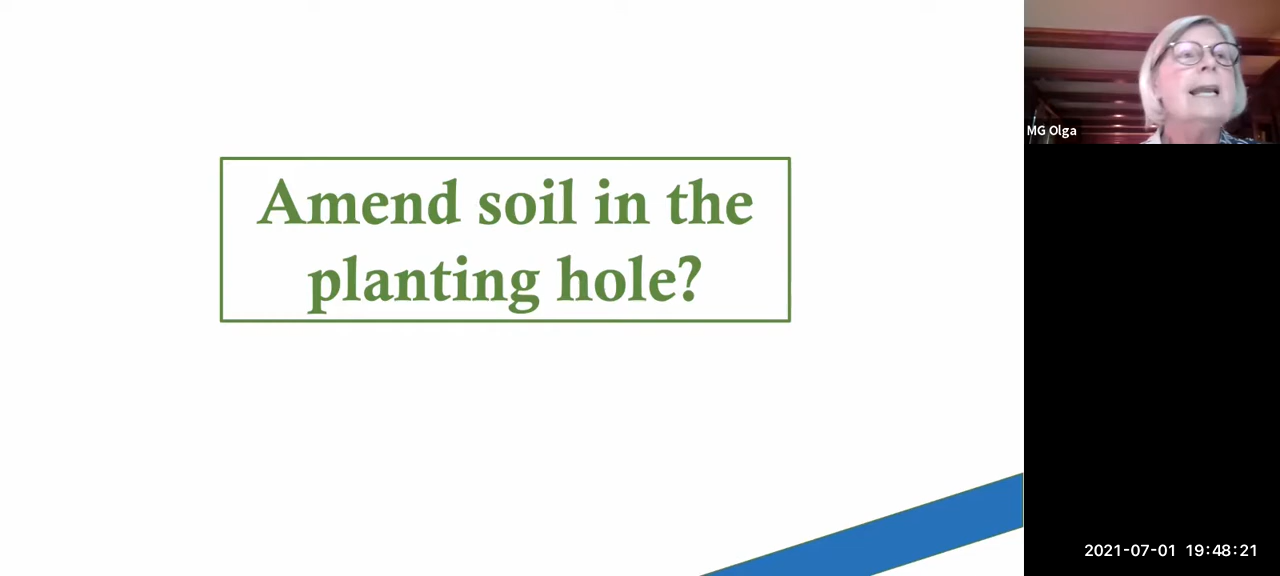 Amend soil in the
planting hole?
MG Olga
2021-07-01 19:48:21